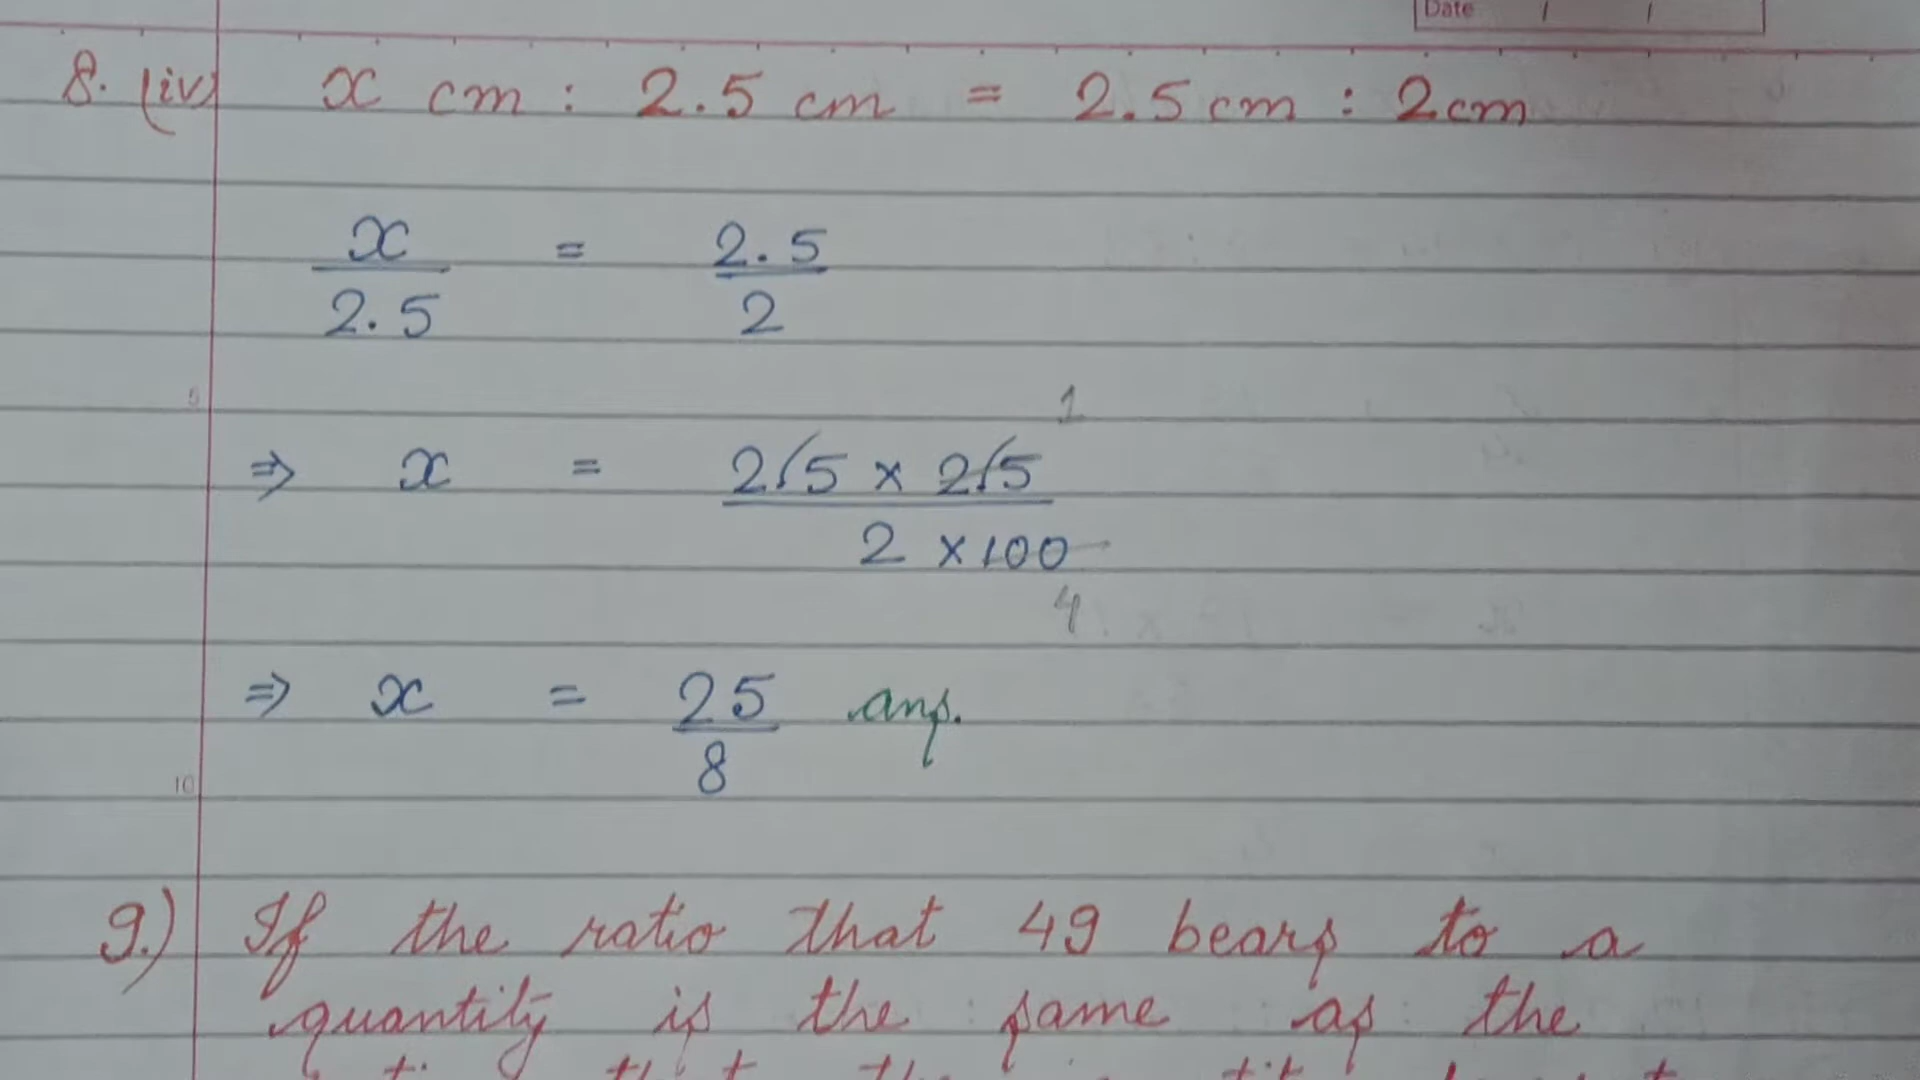 Date / /
8. (iv) x cm : 2.5 cm = 2.5 cm : 2 cm
x/2.5 = 2.5/2
5
1
⇒ x = 2/5 × 2/5
2 × 100
4
⇒ x = 25/8 ans.
10
9.) If the ratio that 49 bears to a
quantity is the same as the